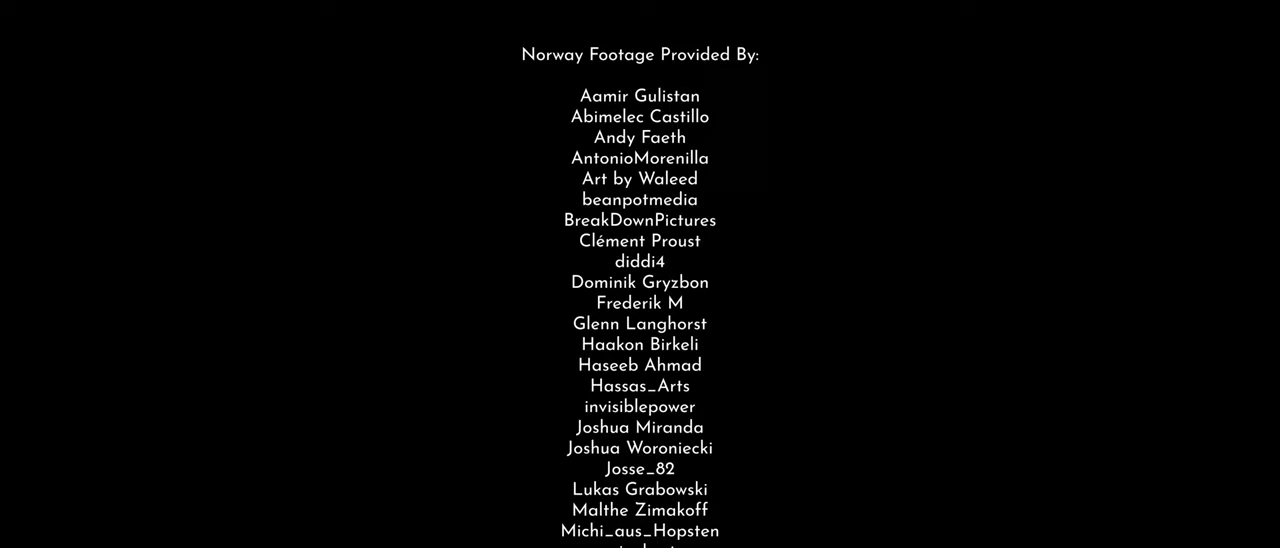 Norway Footage Provided By:
Aamir Gulistan
Abimelec Castillo
Andy Faeth
AntonioMorenilla
Art by Waleed
beanpotmedia
BreakDownPictures
Clément Proust
diddi4
Dominik Gryzbon
Frederik M
Glenn Langhorst
Haakon Birkeli
Haseeb Ahmad
Hassas_Arts
invisiblepower
Joshua Miranda
Joshua Woroniecki
Josse_82
Lukas Grabowski
Malthe Zimakoff
Michi_aus_Hopsten